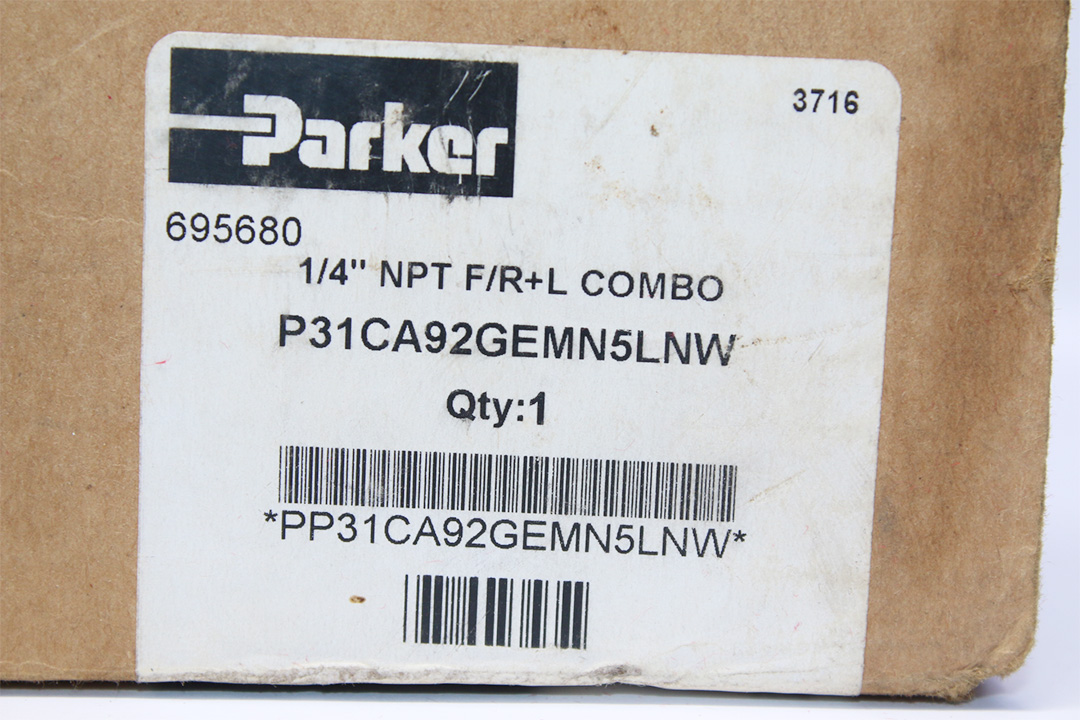 Parker
3716
695680
1/4" NPT F/R+L COMBO
P31CA92GEMN5LNW
Qty:1
*PP31CA92GEMN5LNW*